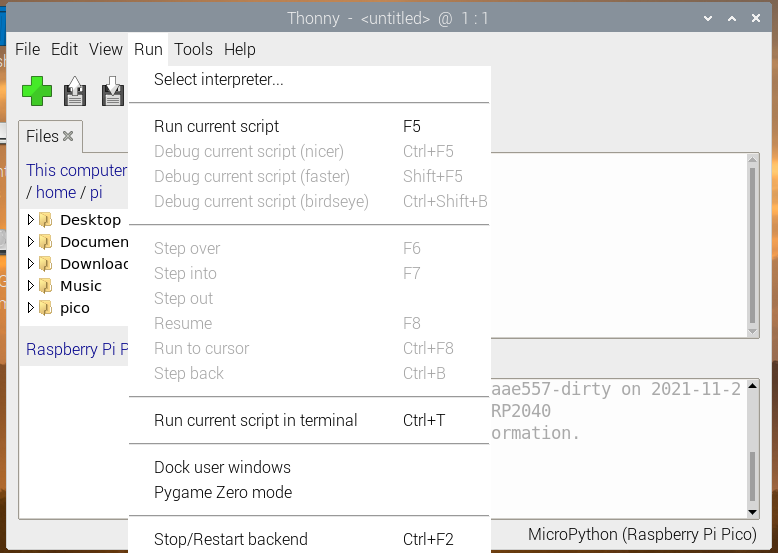 Thonny - <untitled> @ 1 : 1
File Edit View Run Tools Help
Select interpreter...
Run current script F5
Debug current script (nicer) Ctrl+F5
Debug current script (faster) Shift+F5
Debug current script (birdseye) Ctrl+Shift+B
Step over F6
Step into F7
Step out
Resume F8
Run to cursor Ctrl+F8
Step back Ctrl+B
Run current script in terminal Ctrl+T
Dock user windows
Pygame Zero mode
Stop/Restart backend Ctrl+F2
Files
This computer
/ home / pi
Desktop
Documen
Downloac
Music
pico
Raspberry Pi P
aae557-dirty on 2021-11-2
RP2040
ormation.
MicroPython (Raspberry Pi Pico)